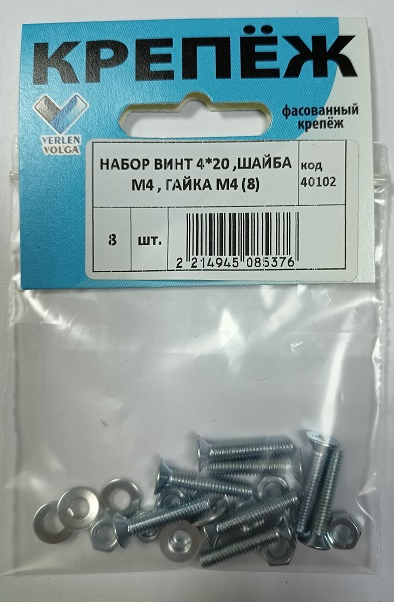 КРЕПЁЖ
VERLEN
VOLGA
фасованный
крепёж
НАБОР ВИНТ 4*20 ,ШАЙБА
М4 , ГАЙКА М4 (8)
код
40102
8 шт.
2 214945 085376